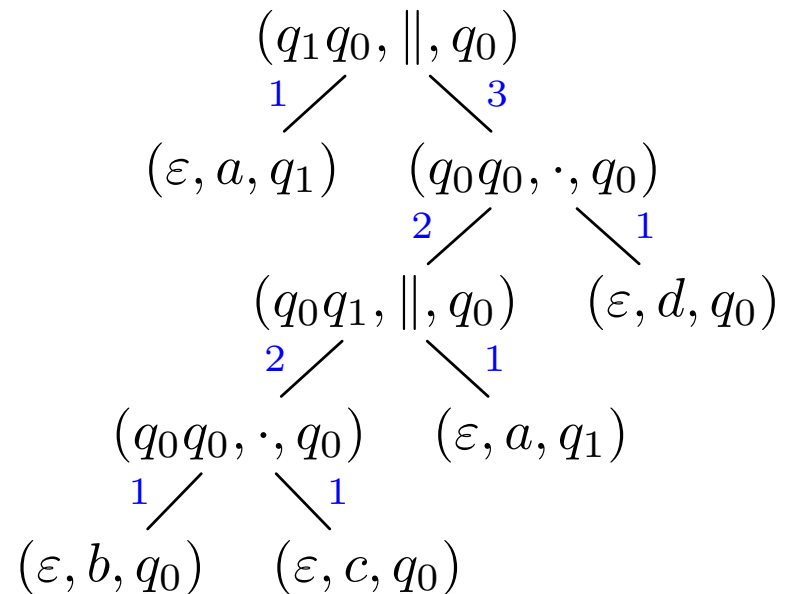 (q₁q₀, ∥, q₀)
1 3
(ε, a, q₁) (q₀q₀, ·, q₀)
2 1
(q₀q₁, ∥, q₀) (ε, d, q₀)
2 1
(q₀q₀, ·, q₀) (ε, a, q₁)
1 1
(ε, b, q₀) (ε, c, q₀)